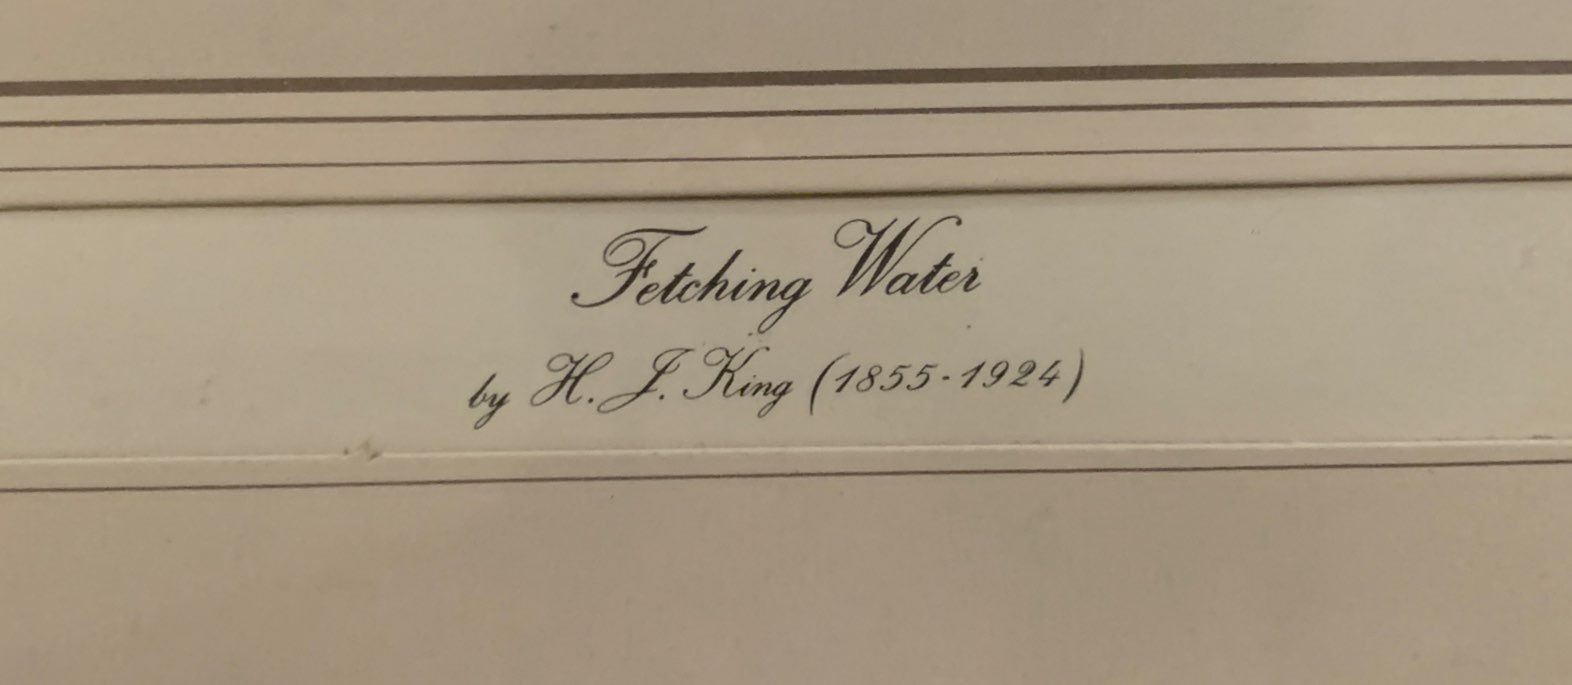 Fetching Water
by H. J. King (1855-1924)